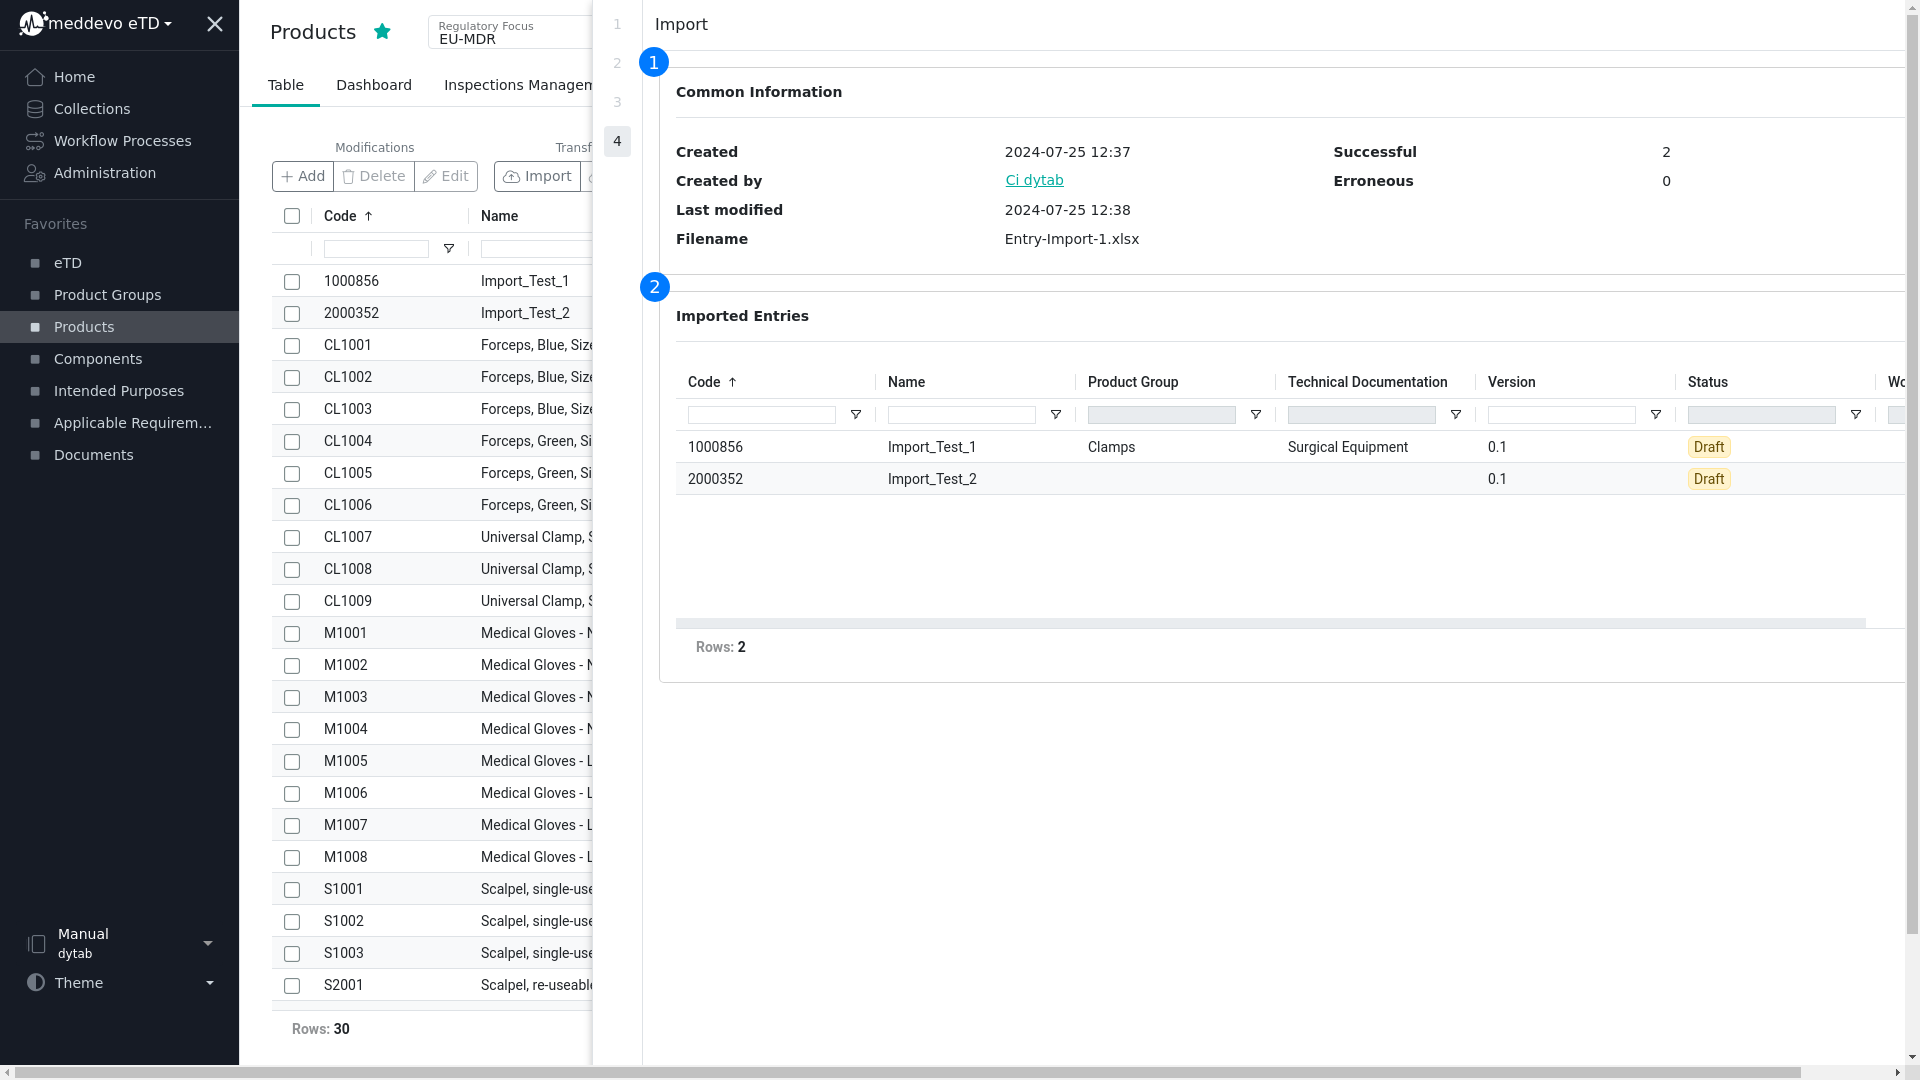 meddevo eTD
Home
Collections
Workflow Processes
Administration
Favorites
eTD
Product Groups
Products
Components
Intended Purposes
Applicable Requirem...
Documents
Manual
dytab
Theme
Products
Regulatory Focus
EU-MDR
Table Dashboard Inspections Managem
Modifications Transf
Add Delete Edit Import
Code Name
1000856 Import_Test_1
2000352 Import_Test_2
CL1001 Forceps, Blue, Size
CL1002 Forceps, Blue, Size
CL1003 Forceps, Blue, Size
CL1004 Forceps, Green, Si
CL1005 Forceps, Green, Si
CL1006 Forceps, Green, Si
CL1007 Universal Clamp, S
CL1008 Universal Clamp, S
CL1009 Universal Clamp, S
M1001 Medical Gloves - N
M1002 Medical Gloves - N
M1003 Medical Gloves - N
M1004 Medical Gloves - N
M1005 Medical Gloves - L
M1006 Medical Gloves - L
M1007 Medical Gloves - L
M1008 Medical Gloves - L
S1001 Scalpel, single-use
S1002 Scalpel, single-use
S1003 Scalpel, single-use
S2001 Scalpel, re-useable
Rows: 30
1
2
3
4
Import
1
Common Information
Created 2024-07-25 12:37 Successful 2
Created by Ci dytab Erroneous 0
Last modified 2024-07-25 12:38
Filename Entry-Import-1.xlsx
2
Imported Entries
Code Name Product Group Technical Documentation Version Status Wo
1000856 Import_Test_1 Clamps Surgical Equipment 0.1 Draft
2000352 Import_Test_2 0.1 Draft
Rows: 2